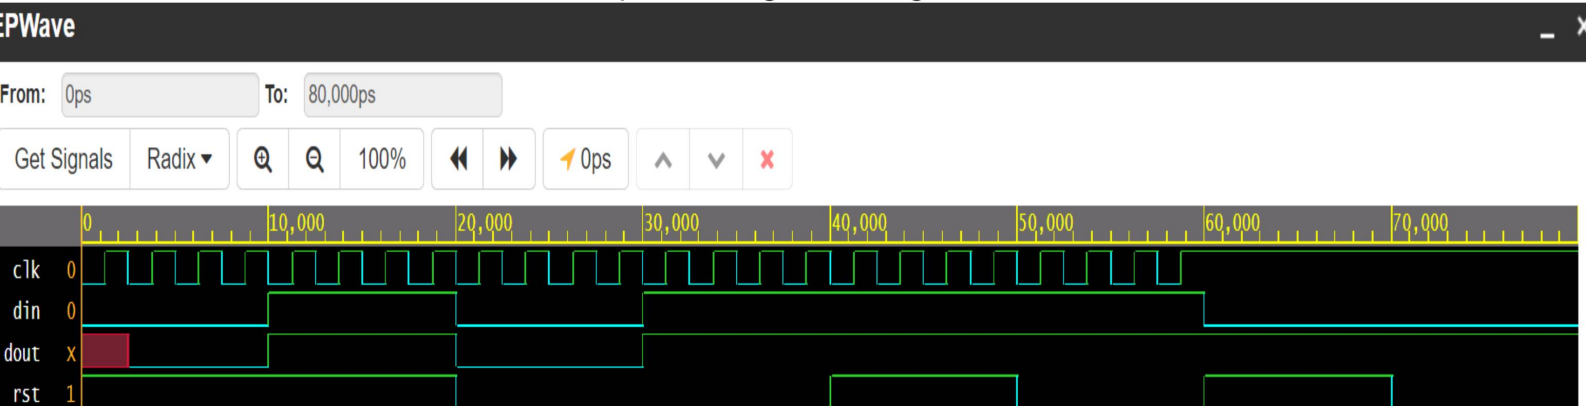 EPWave
From: 0ps To: 80,000ps
Get Signals Radix 100% 0ps
0 10,000 20,000 30,000 40,000 50,000 60,000 70,000
clk 0
din 0
dout x
rst 1